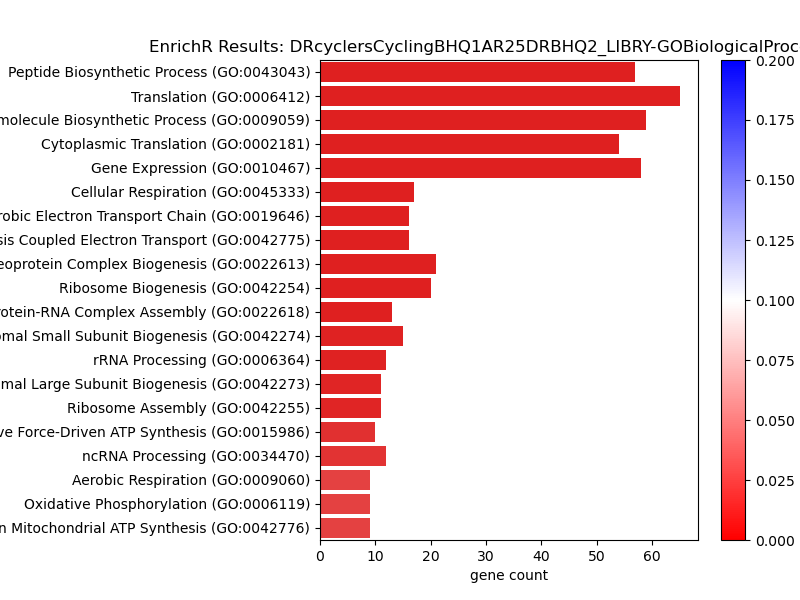 EnrichR Results: DRcyclersCyclingBHQ1AR25DRBHQ2_LIBRY-GOBiologicalProc
Peptide Biosynthetic Process (GO:0043043)
Translation (GO:0006412)
molecule Biosynthetic Process (GO:0009059)
Cytoplasmic Translation (GO:0002181)
Gene Expression (GO:0010467)
Cellular Respiration (GO:0045333)
robic Electron Transport Chain (GO:0019646)
sis Coupled Electron Transport (GO:0042775)
eoprotein Complex Biogenesis (GO:0022613)
Ribosome Biogenesis (GO:0042254)
rotein-RNA Complex Assembly (GO:0022618)
omal Small Subunit Biogenesis (GO:0042274)
rRNA Processing (GO:0006364)
mal Large Subunit Biogenesis (GO:0042273)
Ribosome Assembly (GO:0042255)
ve Force-Driven ATP Synthesis (GO:0015986)
ncRNA Processing (GO:0034470)
Aerobic Respiration (GO:0009060)
Oxidative Phosphorylation (GO:0006119)
n Mitochondrial ATP Synthesis (GO:0042776)
0 10 20 30 40 50 60
gene count
0.200
0.175
0.150
0.125
0.100
0.075
0.050
0.025
0.000